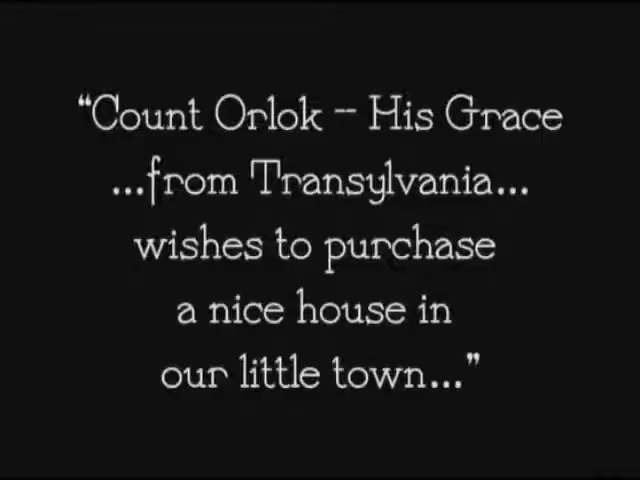 “Count Orlok -- His Grace
...from Transylvania...
wishes to purchase
a nice house in
our little town...”